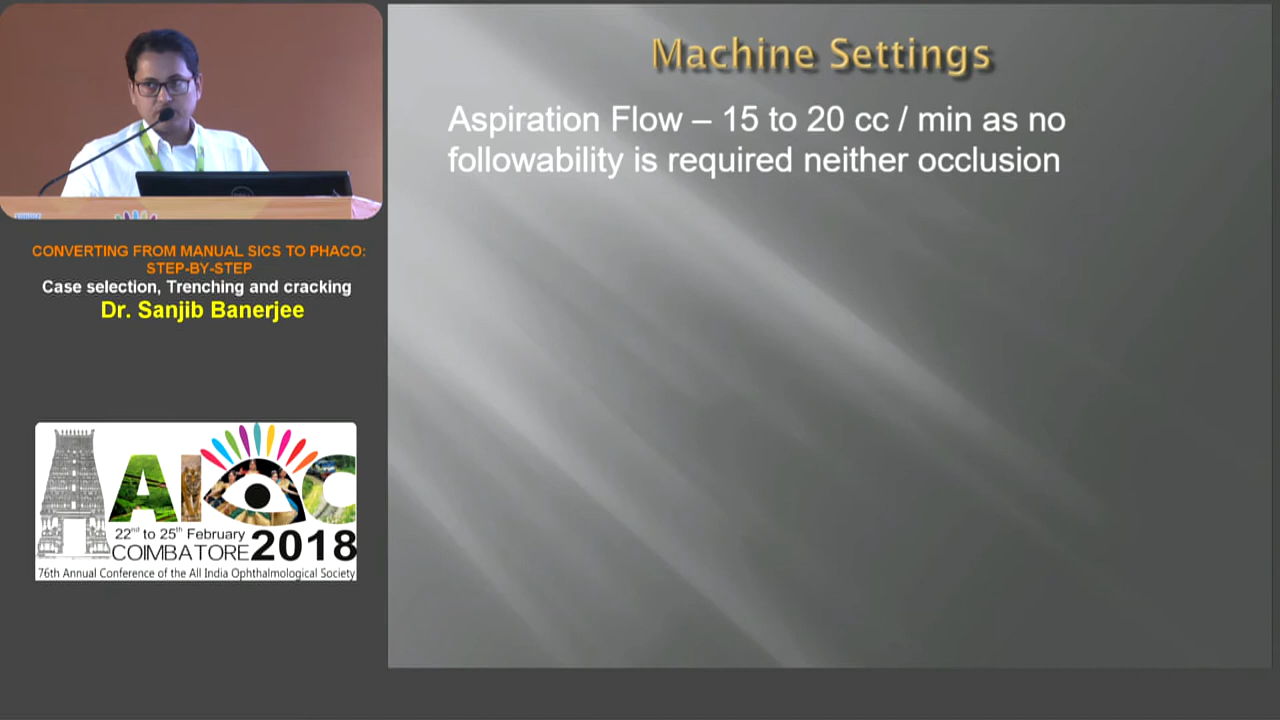 Machine Settings
Aspiration Flow – 15 to 20 cc / min as no
followability is required neither occlusion
CONVERTING FROM MANUAL SICS TO PHACO:
STEP-BY-STEP
Case selection, Trenching and cracking
Dr. Sanjib Banerjee
AIOC
22nd to 25th February
COIMBATORE 2018
76th Annual Conference of the All India Ophthalmological Society